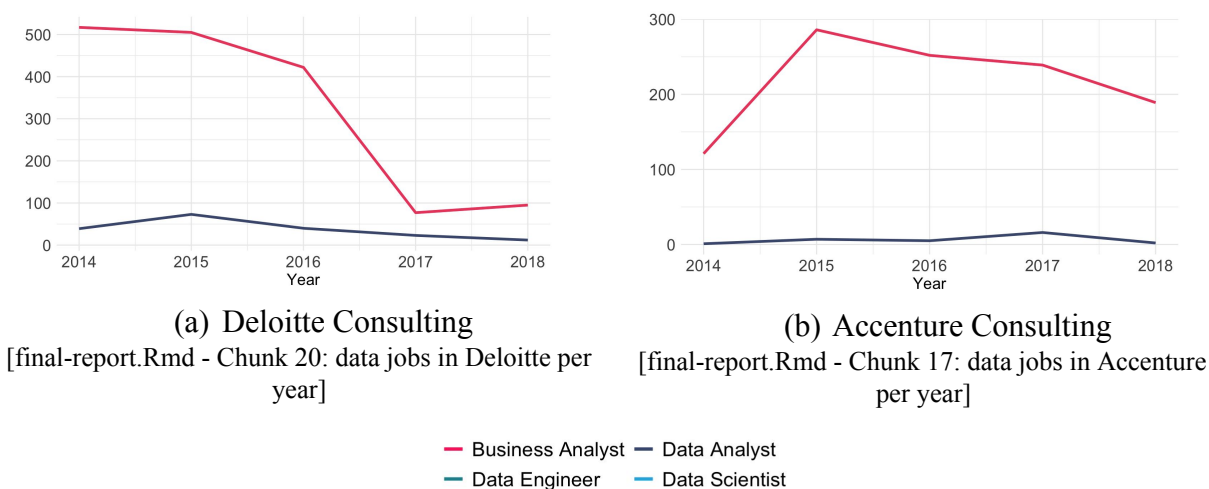 500
400
300
200
100
0
2014 2015 2016 2017 2018
Year
(a) Deloitte Consulting
[final-report.Rmd - Chunk 20: data jobs in Deloitte per
year]
300
200
100
0
2014 2015 2016 2017 2018
Year
(b) Accenture Consulting
[final-report.Rmd - Chunk 17: data jobs in Accenture
per year]
Business Analyst Data Analyst
Data Engineer Data Scientist